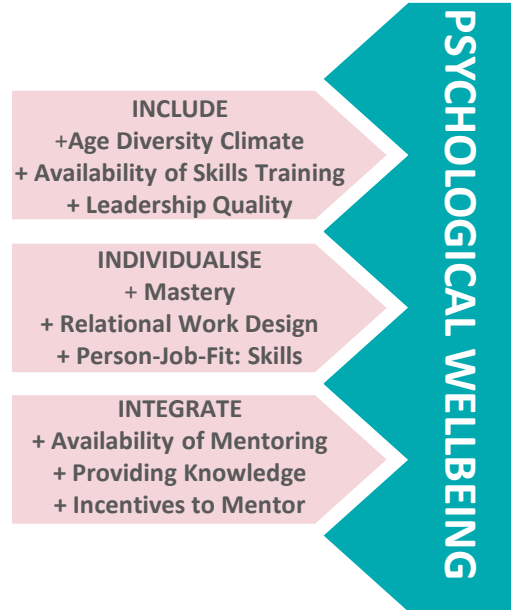 INCLUDE
+Age Diversity Climate
+ Availability of Skills Training
+ Leadership Quality
INDIVIDUALISE
+ Mastery
+ Relational Work Design
+ Person-Job-Fit: Skills
INTEGRATE
+ Availability of Mentoring
+ Providing Knowledge
+ Incentives to Mentor
PSYCHOLOGICAL WELLBEING